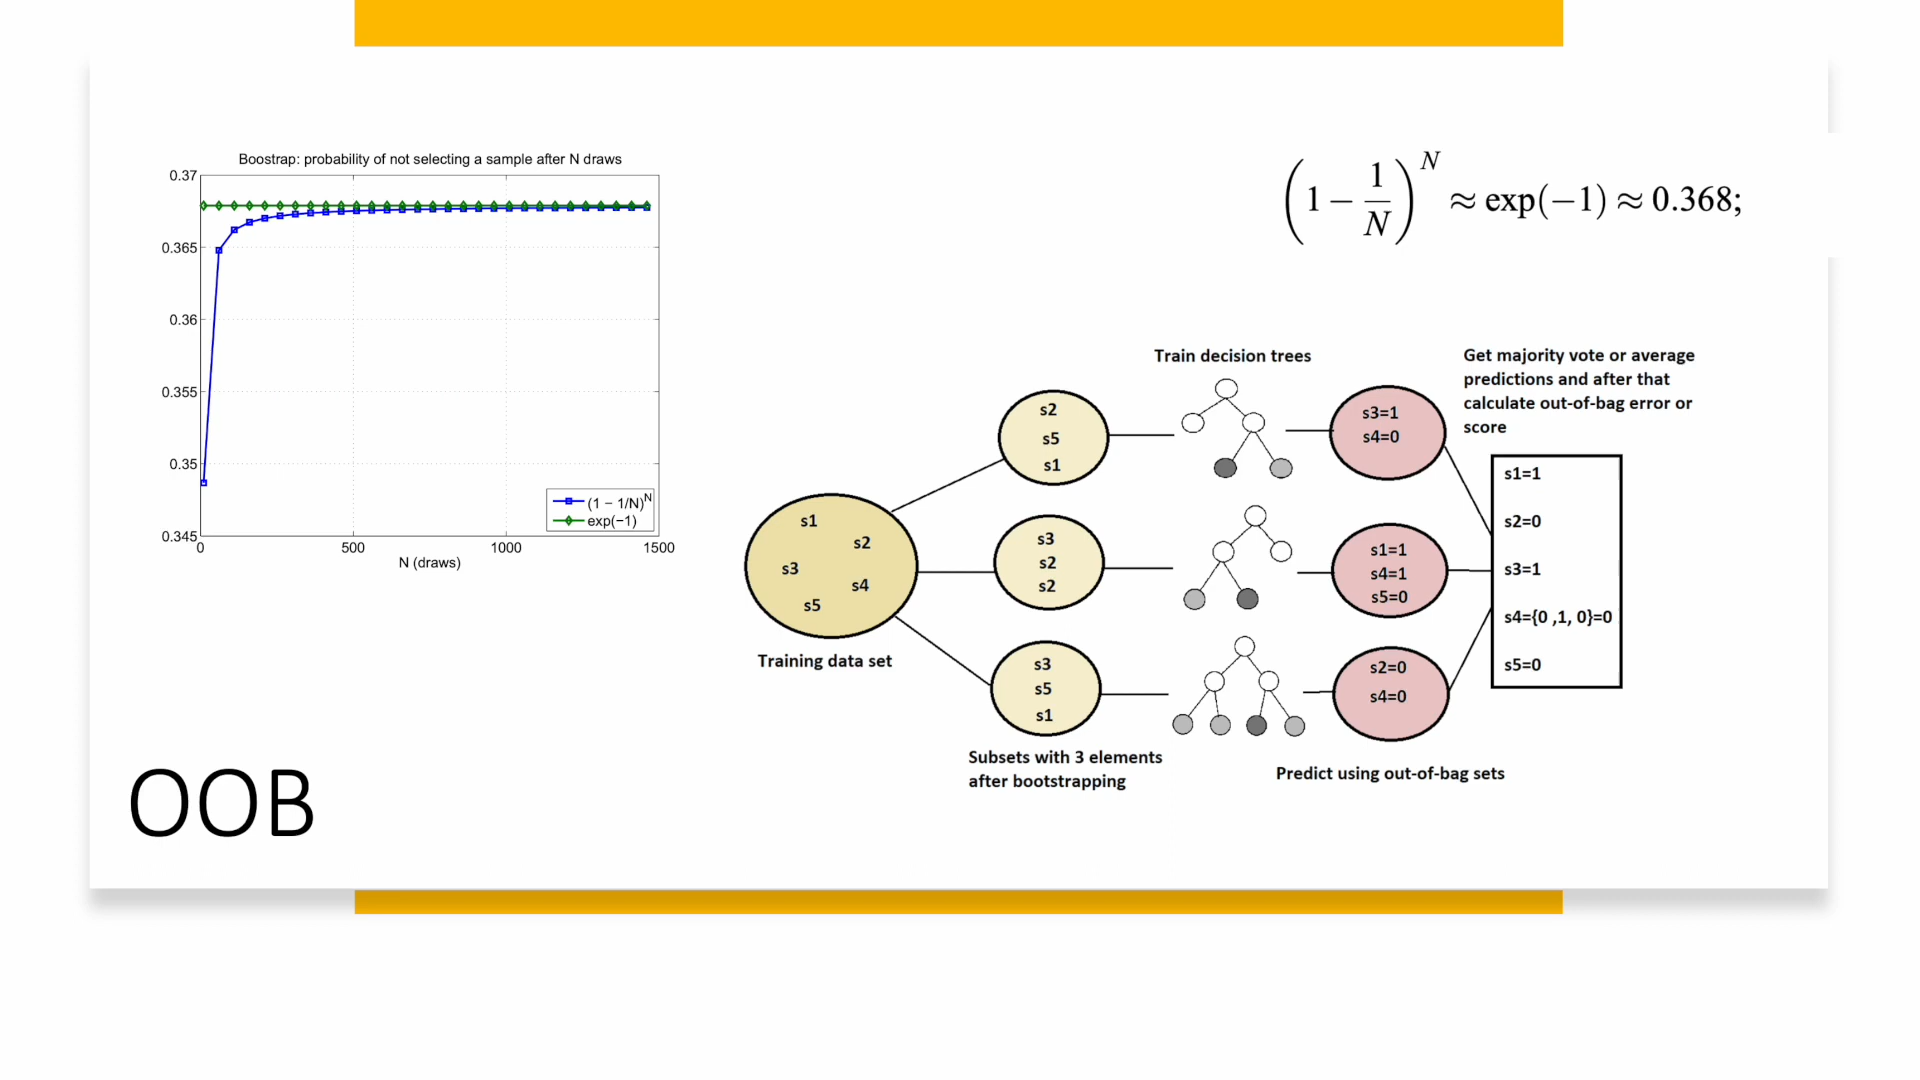 Boostrap: probability of not selecting a sample after N draws
0.37
0.365
0.36
0.355
0.35
0.345
0
500
1000
1500
N (draws)
(1 − 1/N)^N
exp(−1)
(1 − 1/N)^N ≈ exp(−1) ≈ 0.368;
Train decision trees
Get majority vote or average
predictions and after that
calculate out-of-bag error or
score
s1
s2
s3
s4
s5
Training data set
s2
s5
s1
s3
s2
s2
s3
s5
s1
Subsets with 3 elements
after bootstrapping
s3=1
s4=0
s1=1
s4=1
s5=0
s2=0
s4=0
Predict using out-of-bag sets
s1=1
s2=0
s3=1
s4={0 ,1, 0}=0
s5=0
OOB